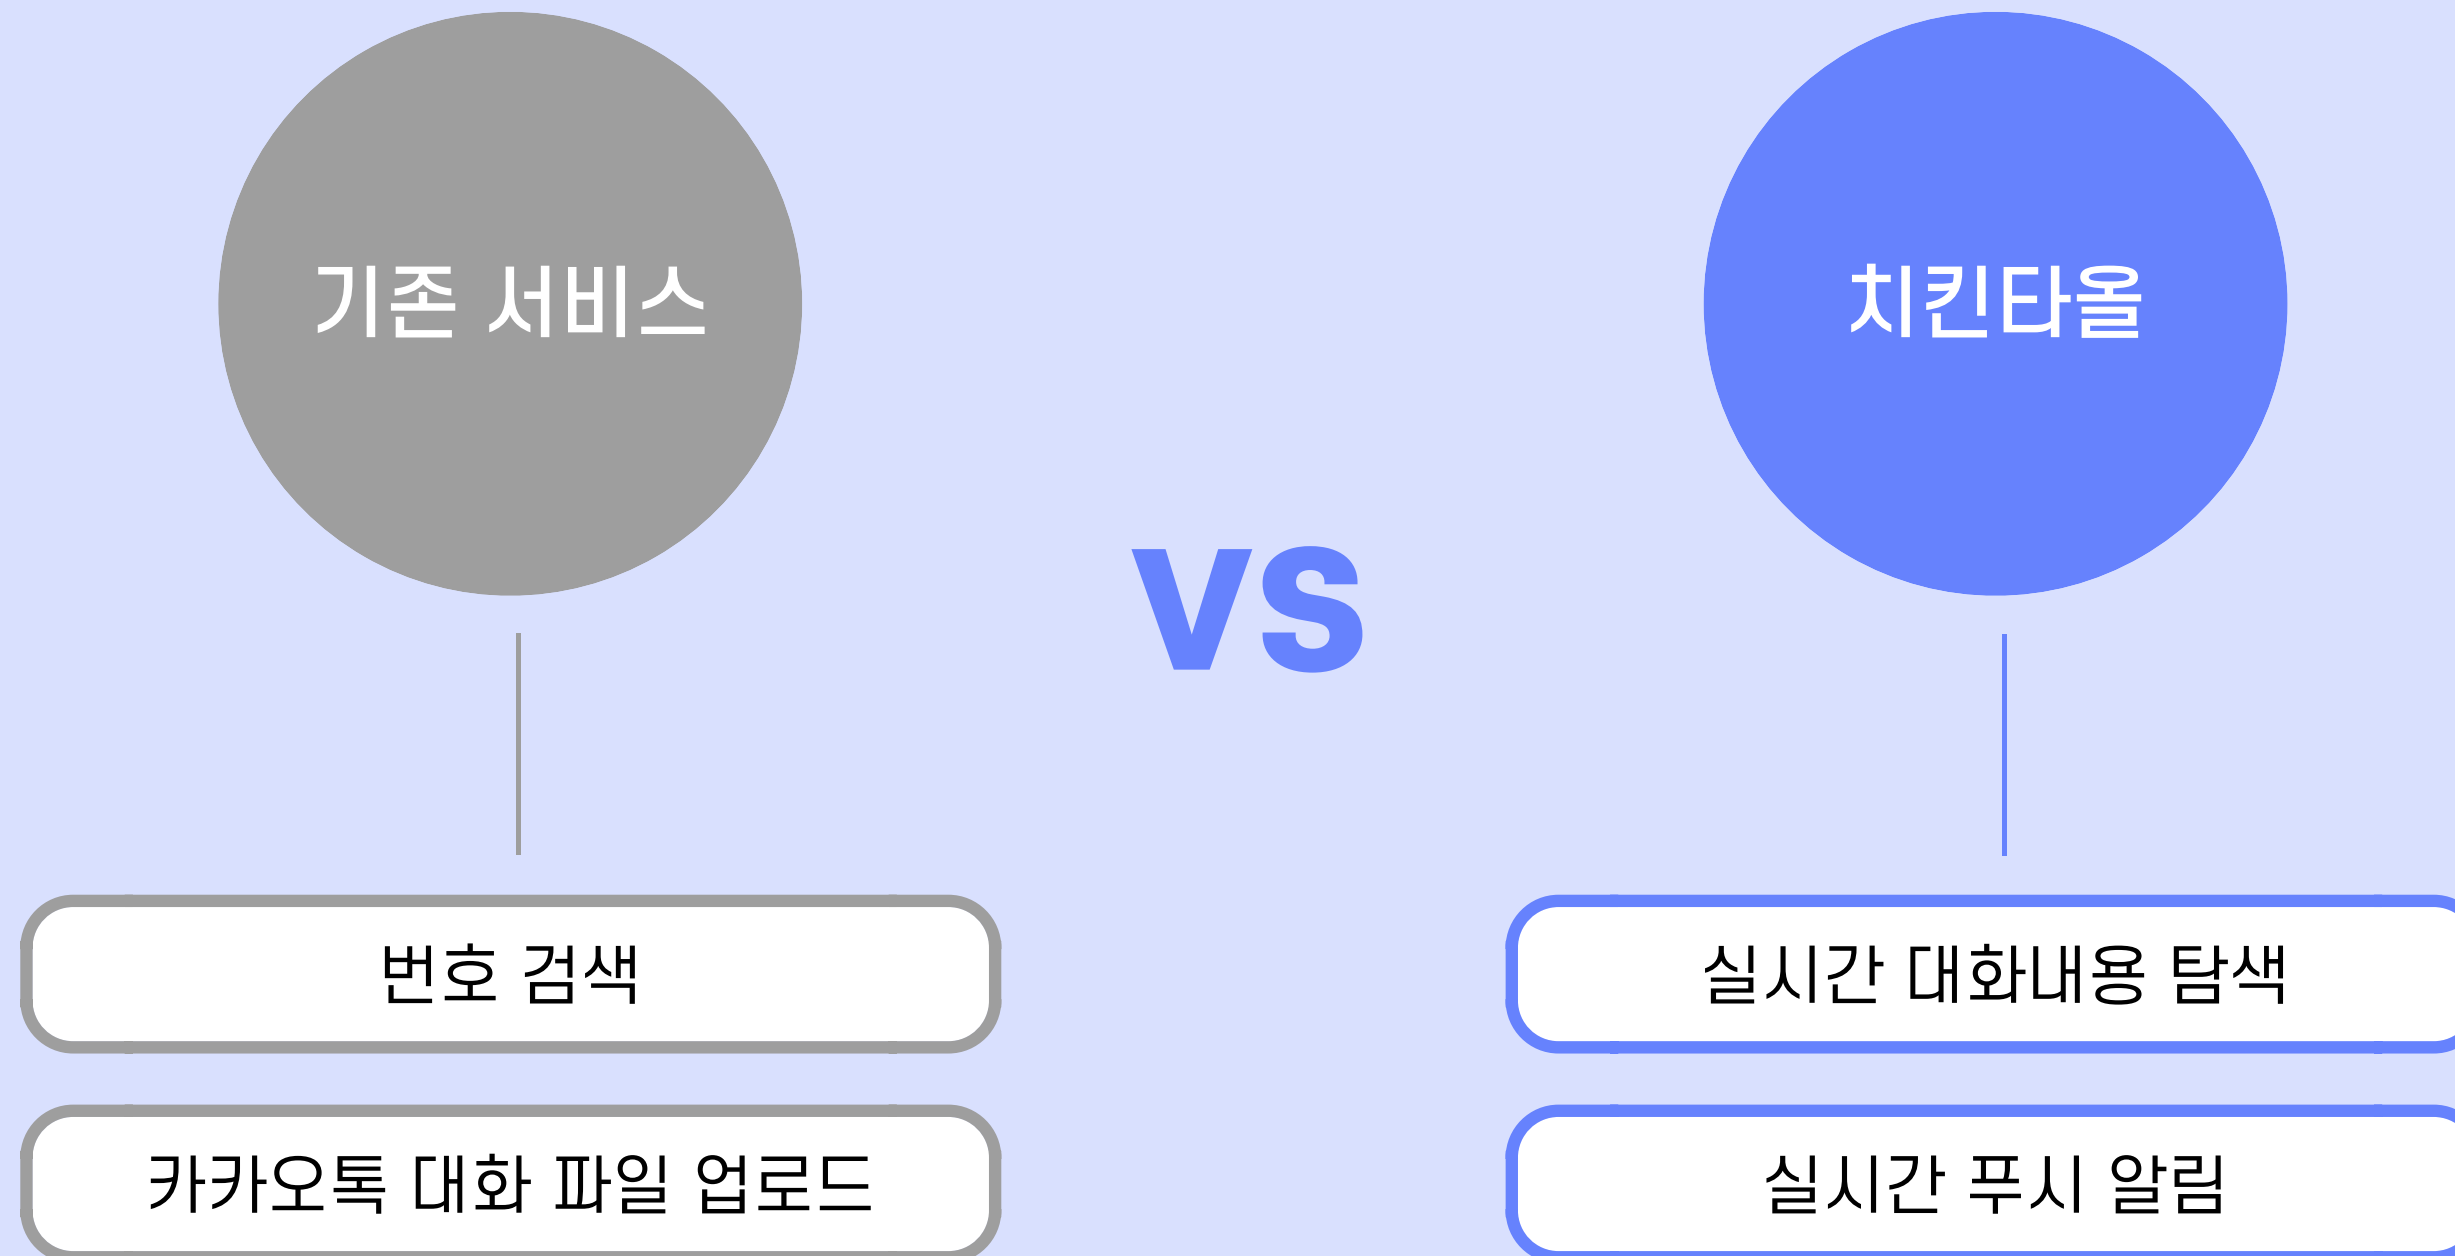 기존 서비스
치킨타올
VS
번호 검색
실시간 대화내용 탐색
카카오톡 대화 파일 업로드
실시간 푸시 알림